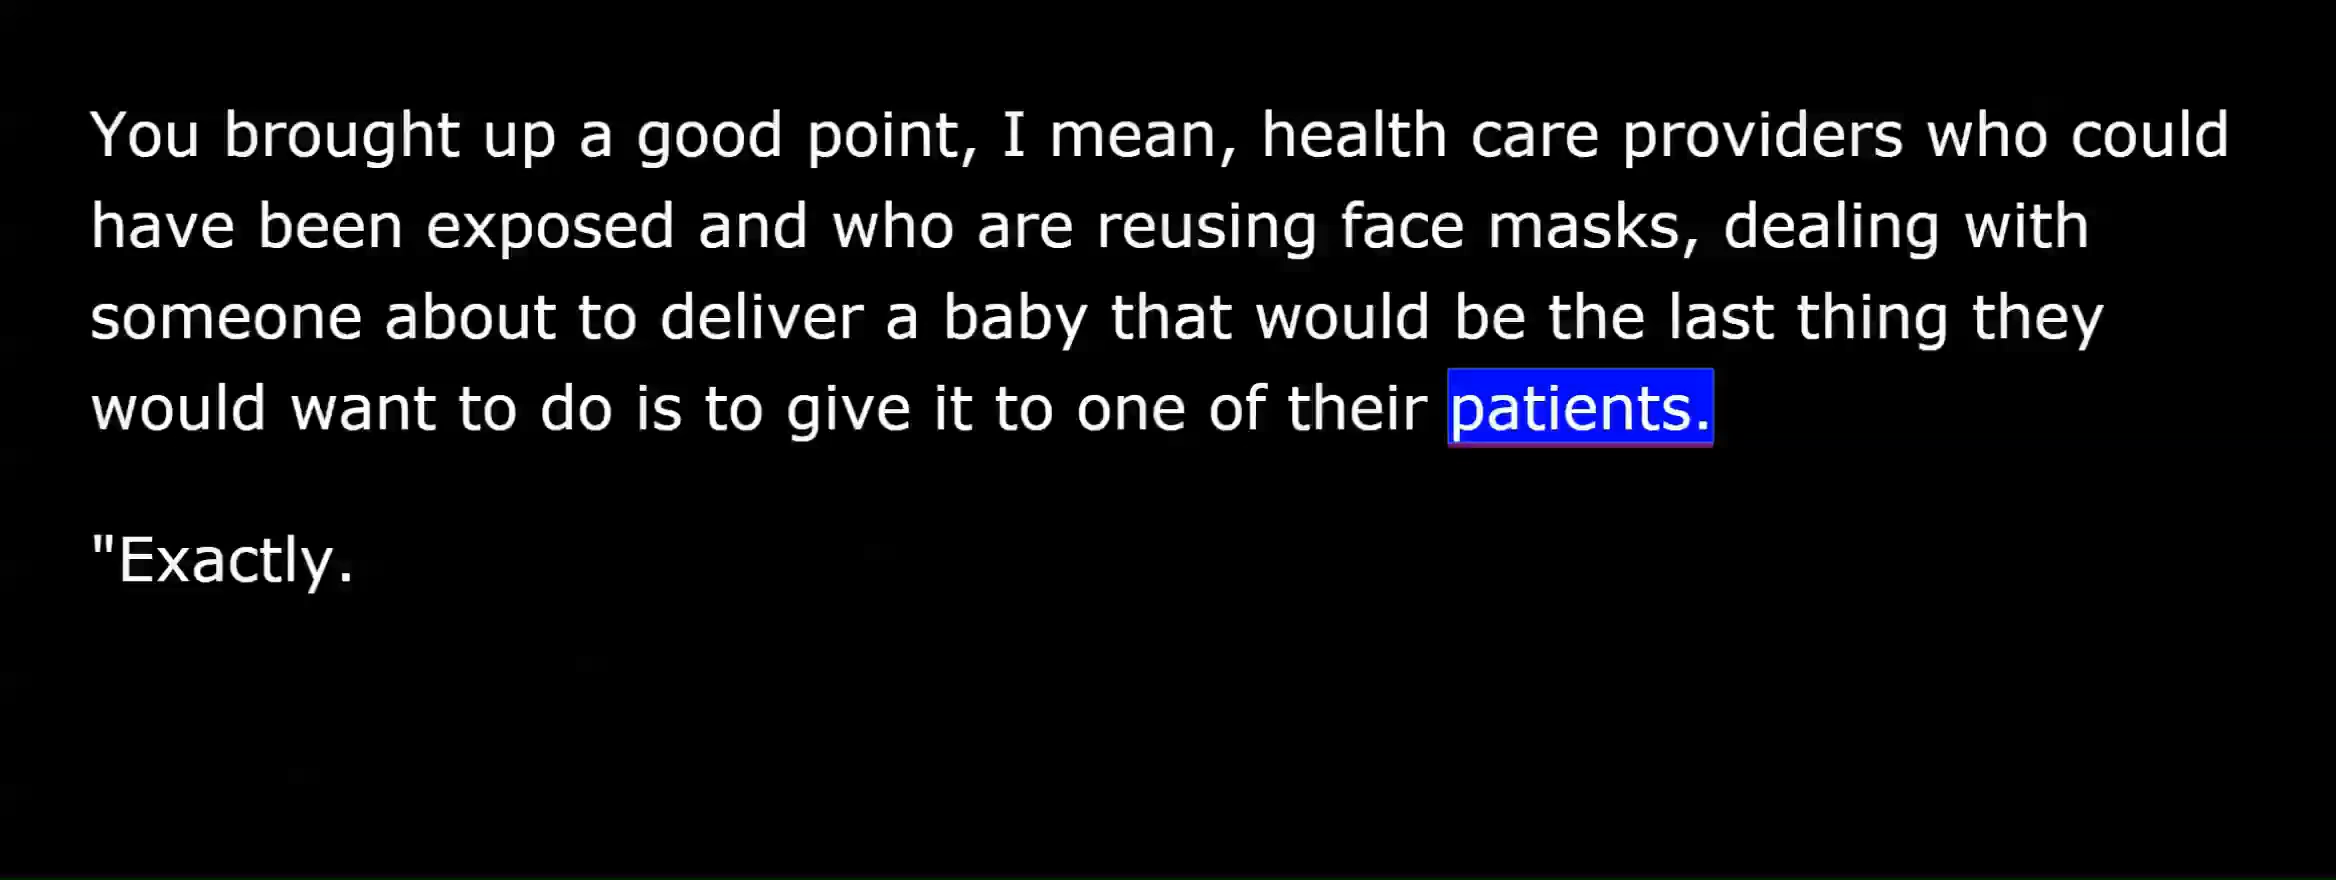 You brought up a good point, I mean, health care providers who could
have been exposed and who are reusing face masks, dealing with
someone about to deliver a baby that would be the last thing they
would want to do is to give it to one of their patients.
"Exactly.